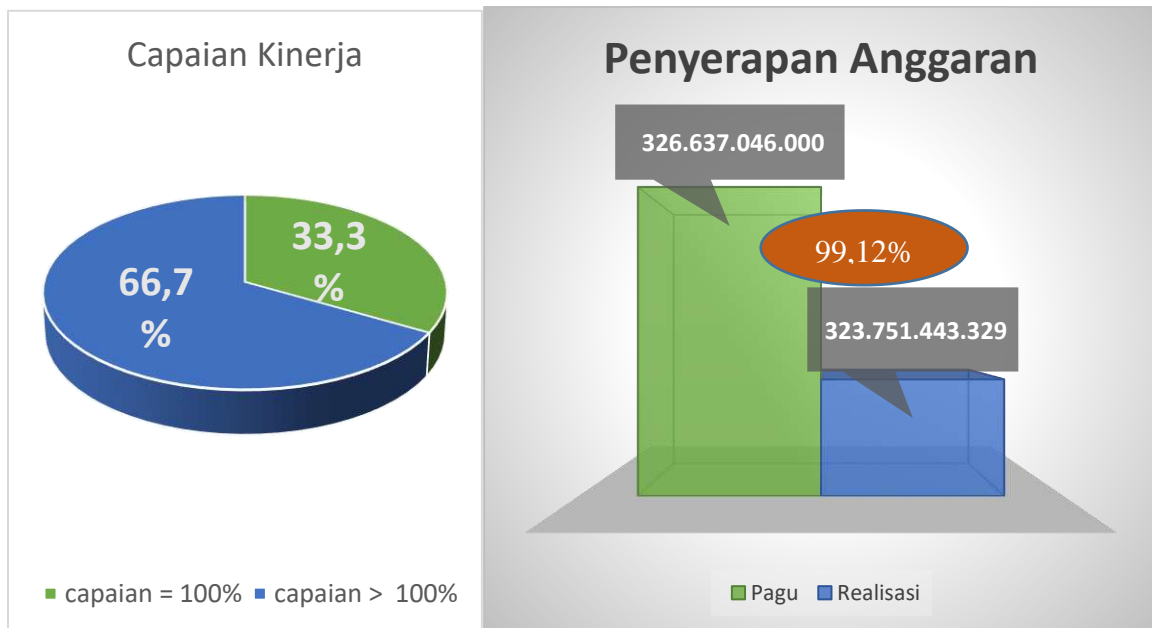 Capaian Kinerja
33,3
%
66,7
%
capaian = 100% capaian > 100%
Penyerapan Anggaran
326.637.046.000
99,12%
323.751.443.329
Pagu Realisasi